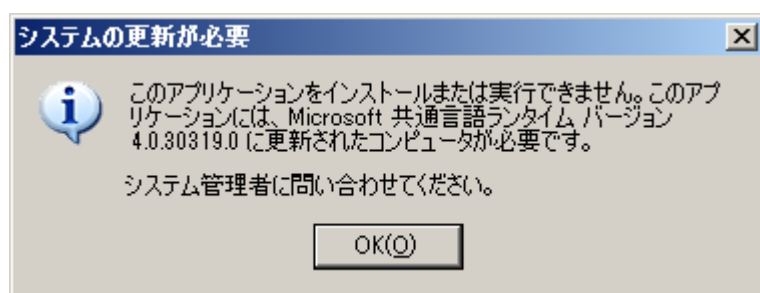 システムの更新が必要
このアプリケーションをインストールまたは実行できません。このアプ
リケーションには、Microsoft 共通言語ランタイム バージョン
4.0.30319.0 に更新されたコンピュータが必要です。
システム管理者に問い合わせてください。
OK(O)